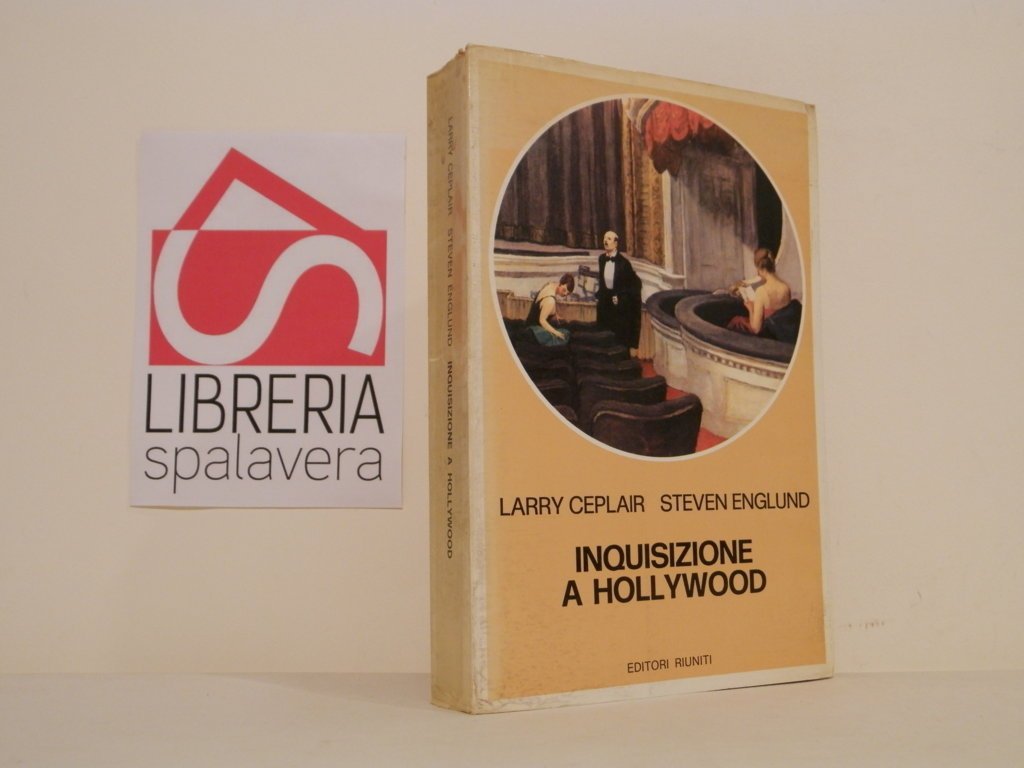 LIBRERIA
spalavera
LARRY CEPLAIR STEVEN ENGLUND INQUISIZIONE A HOLLYWOOD
LARRY CEPLAIR STEVEN ENGLUND
INQUISIZIONE
A HOLLYWOOD
EDITORI RIUNITI